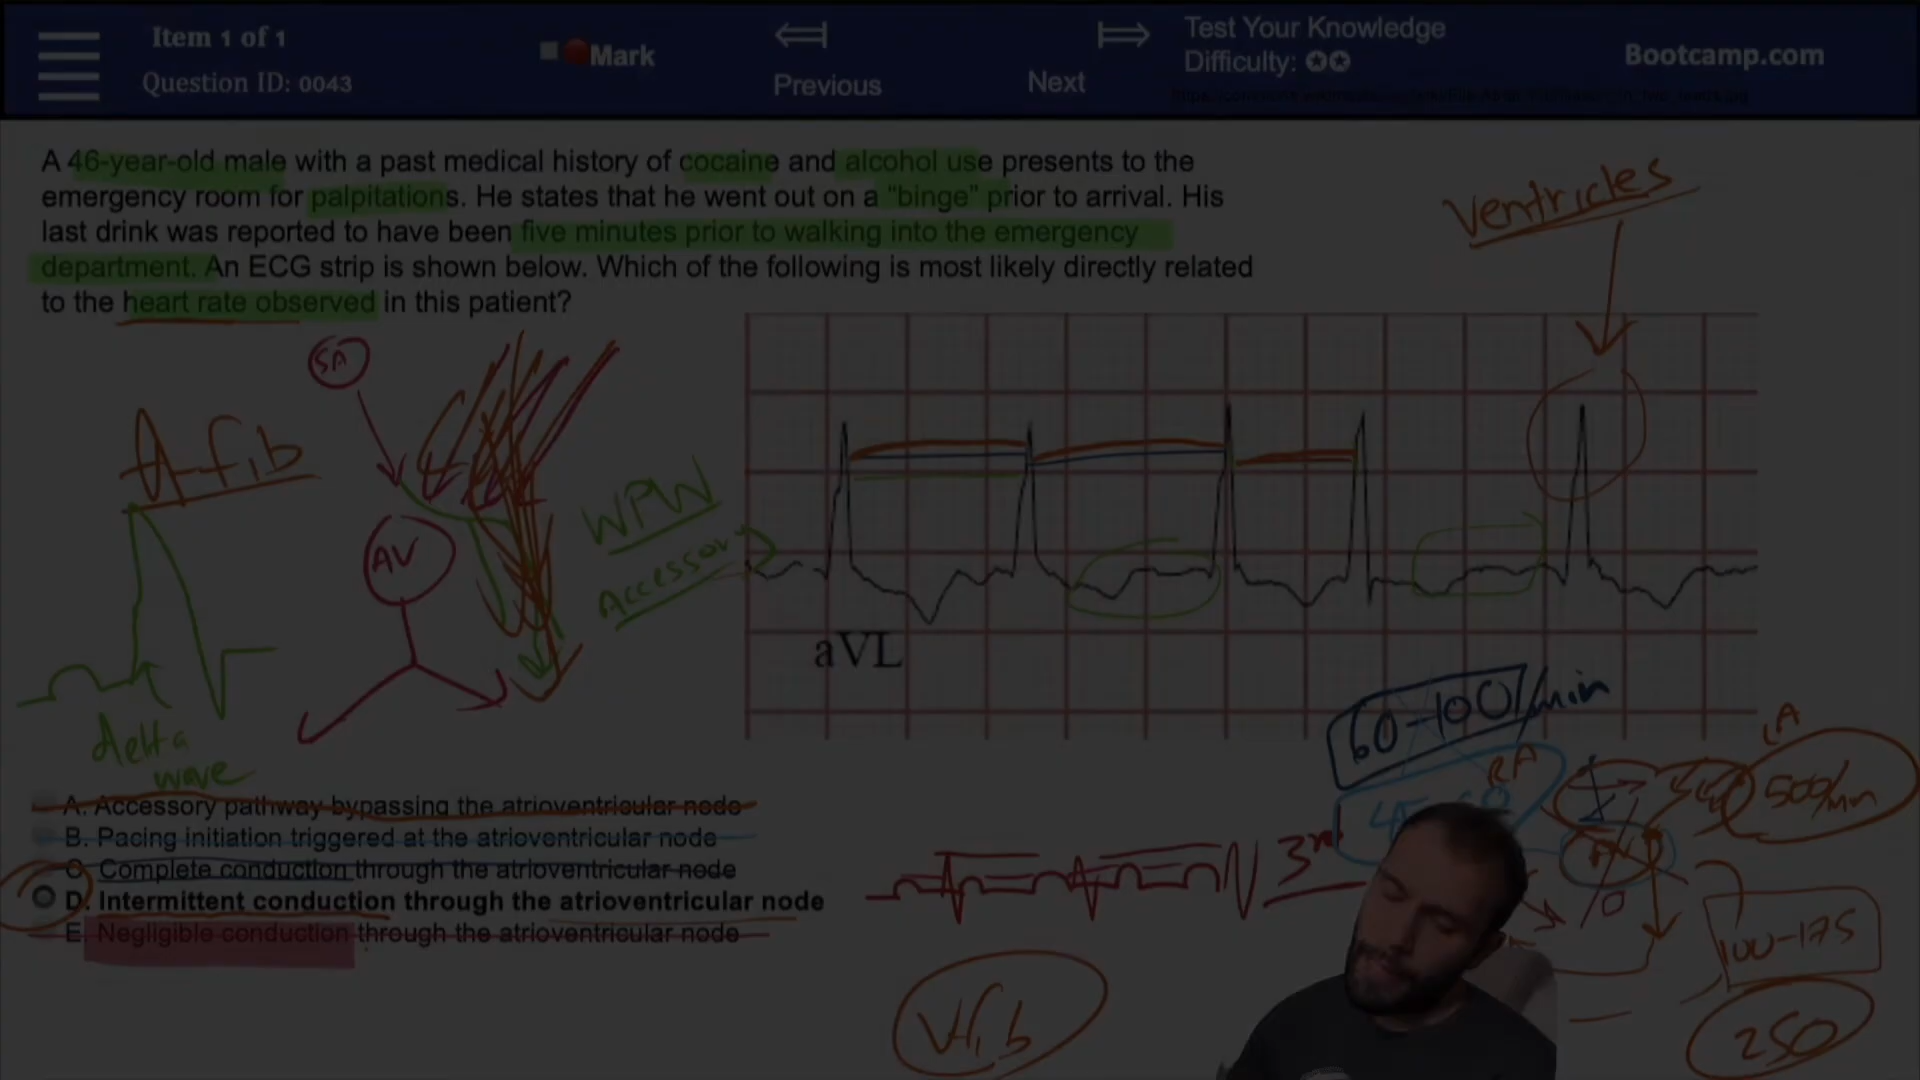 Item 1 of 1
Question ID: 0043
Mark
Previous
Next
Test Your Knowledge
Difficulty:
Bootcamp.com
A 46-year-old male with a past medical history of cocaine and alcohol use presents to the
emergency room for palpitations. He states that he went out on a "binge" prior to arrival. His
last drink was reported to have been five minutes prior to walking into the emergency
department. An ECG strip is shown below. Which of the following is most likely directly related
to the heart rate observed in this patient?
ventricles
SA
A fib
AV
WPW
Accessory
delta
wave
aVL
60-100/min
RA
LA
500/min
A. Accessory pathway bypassing the atrioventricular node
B. Pacing initiation triggered at the atrioventricular node
C. Complete conduction through the atrioventricular node
D. Intermittent conduction through the atrioventricular node
E. Negligible conduction through the atrioventricular node
3rd
AV
100-175
Vfib
250